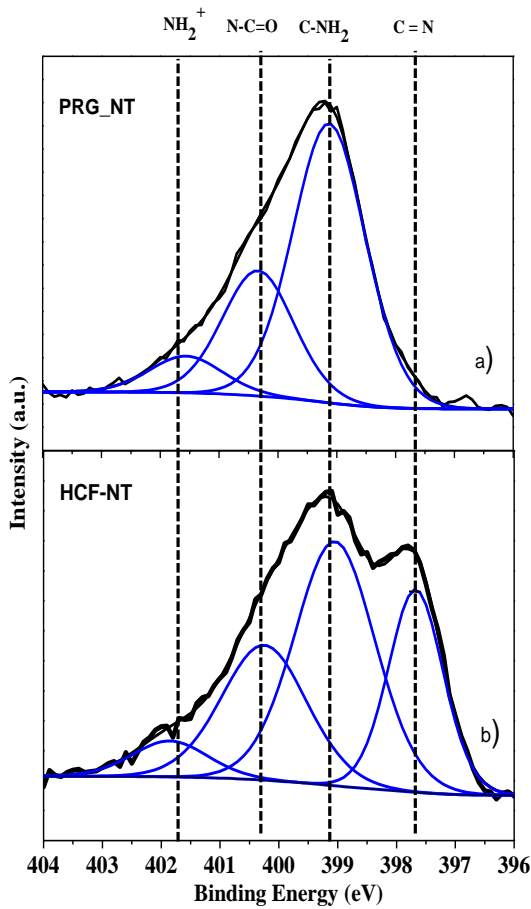 NH₂⁺ N-C=O C-NH₂ C = N
PRG_NT
a)
HCF-NT
b)
Intensity (a.u.)
404 403 402 401 400 399 398 397 396
Binding Energy (eV)